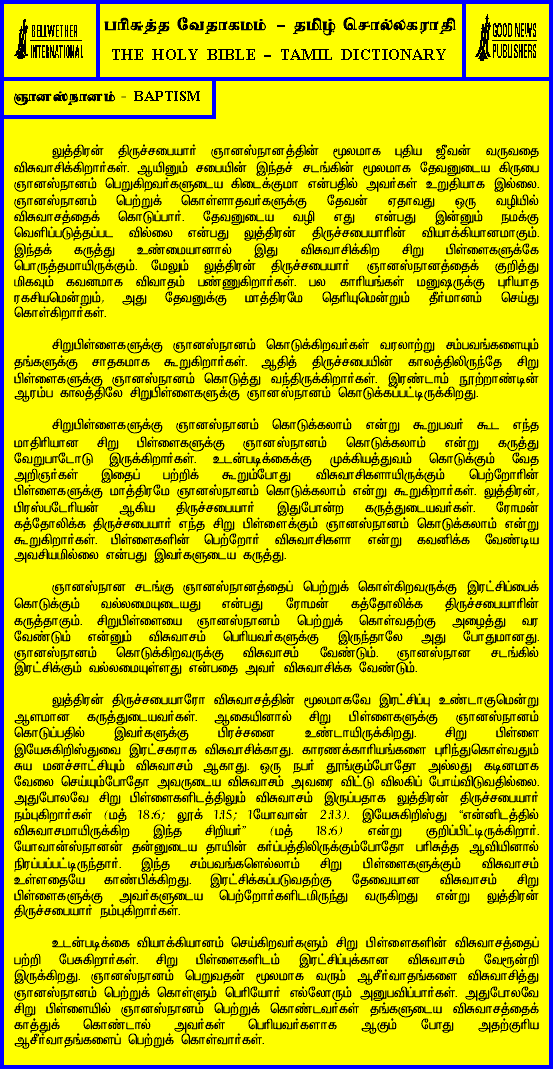 BELLWETHER
INTERNATIONAL
பரிசுத்த வேதாகமம் – தமிழ் சொல்லகராதி
THE HOLY BIBLE – TAMIL DICTIONARY
GOOD NEWS
PUBLISHERS
ஞானஸ்நானம் - BAPTISM
லுத்திரன் திருச்சபையார் ஞானஸ்நானத்தின் மூலமாக புதிய ஜீவன் வருவதை
விசுவாசிக்கிறார்கள். ஆயினும் சபையின் இந்தச் சடங்கின் மூலமாக தேவனுடைய கிருபை
ஞானஸ்நானம் பெறுகிறவர்களுடைய கிடைக்குமா என்பதில் அவர்கள் உறுதியாக இல்லை.
ஞானஸ்நானம் பெற்றுக் கொள்ளாதவர்களுக்கு தேவன் ஏதாவது ஒரு வழியில்
விசுவாசத்தைக் கொடுப்பார். தேவனுடைய வழி எது என்பது இன்னும் நமக்கு
வெளிப்படுத்தப்பட வில்லை என்பது லுத்திரன் திருச்சபையாரின் வியாக்கியானமாகும்.
இந்தக் கருத்து உண்மையானால் இது விசுவாசிக்கிற சிறு பிள்ளைகளுக்கே
பொருத்தமாயிருக்கும். மேலும் லுத்திரன் திருச்சபையார் ஞானஸ்நானத்தைக் குறித்து
மிகவும் கவனமாக விவாதம் பண்ணுகிறார்கள். பல காரியங்கள் மனுஷருக்கு புரியாத
ரகசியமென்றும், அது தேவனுக்கு மாத்திரமே தெரியுமென்றும் தீர்மானம் செய்து
கொள்கிறார்கள்.
சிறுபிள்ளைகளுக்கு ஞானஸ்நானம் கொடுக்கிறவர்கள் வரலாற்று சம்பவங்களையும்
தங்களுக்கு சாதகமாக கூறுகிறார்கள். ஆதித் திருச்சபையின் காலத்திலிருந்தே சிறு
பிள்ளைகளுக்கு ஞானஸ்நானம் கொடுத்து வந்திருக்கிறார்கள். இரண்டாம் நூற்றாண்டின்
ஆரம்ப காலத்திலே சிறுபிள்ளைகளுக்கு ஞானஸ்நானம் கொடுக்கப்பட்டிருக்கிறது.
சிறுபிள்ளைகளுக்கு ஞானஸ்நானம் கொடுக்கலாம் என்று கூறுபவர் கூட எந்த
மாதிரியான சிறு பிள்ளைகளுக்கு ஞானஸ்நானம் கொடுக்கலாம் என்று கருத்து
வேறுபாடோடு இருக்கிறார்கள். உடன்படிக்கைக்கு முக்கியத்துவம் கொடுக்கும் வேத
அறிஞர்கள் இதைப் பற்றிக் கூறும்போது விசுவாசிகளாயிருக்கும் பெற்றோரின்
பிள்ளைகளுக்கு மாத்திரமே ஞானஸ்நானம் கொடுக்கலாம் என்று கூறுகிறார்கள். லுத்திரன்,
பிரஸ்படேரியன் ஆகிய திருச்சபையார் இதுபோன்ற கருத்துடையவர்கள். ரோமன்
கத்தோலிக்க திருச்சபையார் எந்த சிறு பிள்ளைக்கும் ஞானஸ்நானம் கொடுக்கலாம் என்று
கூறுகிறார்கள். பிள்ளைகளின் பெற்றோர் விசுவாசிகளா என்று கவனிக்க வேண்டிய
அவசியமில்லை என்பது இவர்களுடைய கருத்து.
ஞானஸ்நான சடங்கு ஞானஸ்நானத்தைப் பெற்றுக் கொள்கிறவருக்கு இரட்சிப்பைக்
கொடுக்கும் வல்லமையுடையது என்பது ரோமன் கத்தோலிக்க திருச்சபையாரின்
கருத்தாகும். சிறுபிள்ளையை ஞானஸ்நானம் பெற்றுக் கொள்வதற்கு அழைத்து வர
வேண்டும் என்னும் விசுவாசம் பெரியவர்களுக்கு இருந்தாலே அது போதுமானது.
ஞானஸ்நானம் கொடுக்கிறவருக்கு விசுவாசம் வேண்டும். ஞானஸ்நான சடங்கில்
இரட்சிக்கும் வல்லமையுள்ளது என்பதை அவர் விசுவாசிக்க வேண்டும்.
லுத்திரன் திருச்சபையாரோ விசுவாசத்தின் மூலமாகவே இரட்சிப்பு உண்டாகுமென்று
ஆளமான கருத்துடையவர்கள். ஆகையினால் சிறு பிள்ளைகளுக்கு ஞானஸ்நானம்
கொடுப்பதில் இவர்களுக்கு பிரச்சனை உண்டாயிருக்கிறது. சிறு பிள்ளை
இயேசுகிறிஸ்துவை இரட்சகராக விசுவாசிக்காது. காரணக்காரியங்களை புரிந்துகொள்வதும்
சுய மனச்சாட்சியும் விசுவாசம் ஆகாது. ஒரு நபர் தூங்கும்போதோ அல்லது கடினமாக
வேலை செய்யும்போதோ அவருடைய விசுவாசம் அவரை விட்டு விலகிப் போய்விடுவதில்லை.
அதுபோலவே சிறு பிள்ளைகளிடத்திலும் விசுவாசம் இருப்பதாக லுத்திரன் திருச்சபையார்
நம்புகிறார்கள் (மத் 18:6; லூக் 1:15; 1யோவான் 2:13). இயேசுகிறிஸ்து “என்னிடத்தில்
விசுவாசமாயிருக்கிற இந்த சிறியர்” (மத் 18:6) என்று குறிப்பிட்டிருக்கிறார்.
யோவான்ஸ்நானன் தன்னுடைய தாயின் கர்ப்பத்திலிருக்கும்போதோ பரிசுத்த ஆவியினால்
நிரப்பப்பட்டிருந்தார். இந்த சம்பவங்களெல்லாம் சிறு பிள்ளைகளுக்கும் விசுவாசம்
உள்ளதையே காண்பிக்கிறது. இரட்சிக்கப்படுவதற்கு தேவையான விசுவாசம் சிறு
பிள்ளைகளுக்கு அவர்களுடைய பெற்றோர்களிடமிருந்து வருகிறது என்று லுத்திரன்
திருச்சபையார் நம்புகிறார்கள்.
உடன்படிக்கை வியாக்கியானம் செய்கிறவர்களும் சிறு பிள்ளைகளின் விசுவாசத்தைப்
பற்றி பேசுகிறார்கள். சிறு பிள்ளைகளிடம் இரட்சிப்புக்கான விசுவாசம் வேரூன்றி
இருக்கிறது. ஞானஸ்நானம் பெறுவதன் மூலமாக வரும் ஆசீர்வாதங்களை விசுவாசித்து
ஞானஸ்நானம் பெற்றுக் கொள்ளும் பெரியோர் எல்லோரும் அனுபவிப்பார்கள். அதுபோலவே
சிறு பிள்ளையில் ஞானஸ்நானம் பெற்றுக் கொண்டவர்கள் தங்களுடைய விசுவாசத்தைக்
காத்துக் கொண்டால் அவர்கள் பெரியவர்களாக ஆகும் போது அதற்குரிய
ஆசீர்வாதங்களைப் பெற்றுக் கொள்வார்கள்.